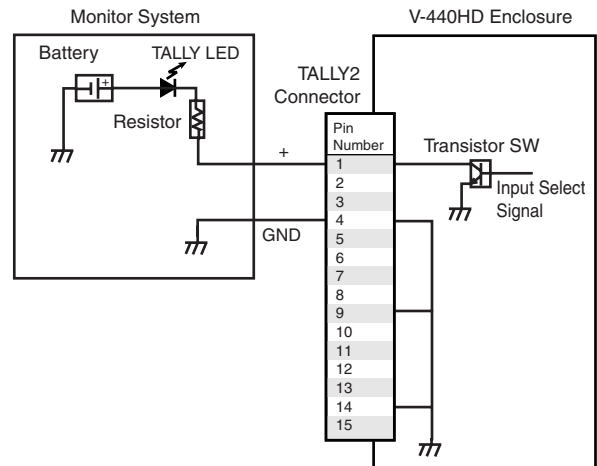 Monitor System
V-440HD Enclosure
Battery
TALLY LED
+
Resistor
TALLY2
Connector
Pin
Number
Transistor SW
+
1
2
3
4
5
6
7
8
9
10
11
12
13
14
15
Input Select
Signal
GND